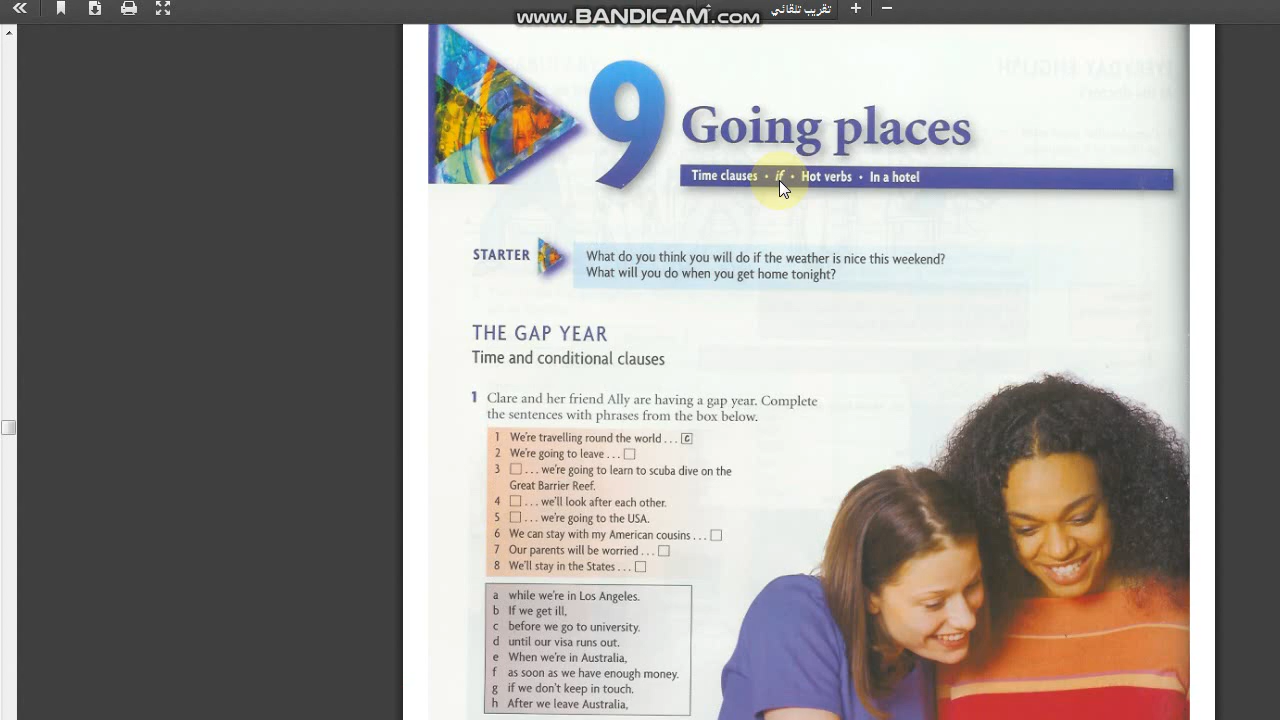 www.BANDICAM.com
تقريب تلقائي
9 Going places
Time clauses • if • Hot verbs • In a hotel
STARTER
What do you think you will do if the weather is nice this weekend?
What will you do when you get home tonight?
THE GAP YEAR
Time and conditional clauses
1 Clare and her friend Ally are having a gap year. Complete
the sentences with phrases from the box below.
1 We're travelling round the world . . . c
2 We're going to leave . . .
3 . . . we're going to learn to scuba dive on the
Great Barrier Reef.
4 . . . we'll look after each other.
5 . . . we're going to the USA.
6 We can stay with my American cousins . . .
7 Our parents will be worried . . .
8 We'll stay in the States . . .
a while we're in Los Angeles.
b If we get ill,
c before we go to university.
d until our visa runs out.
e When we're in Australia,
f as soon as we have enough money.
g if we don't keep in touch.
h After we leave Australia,